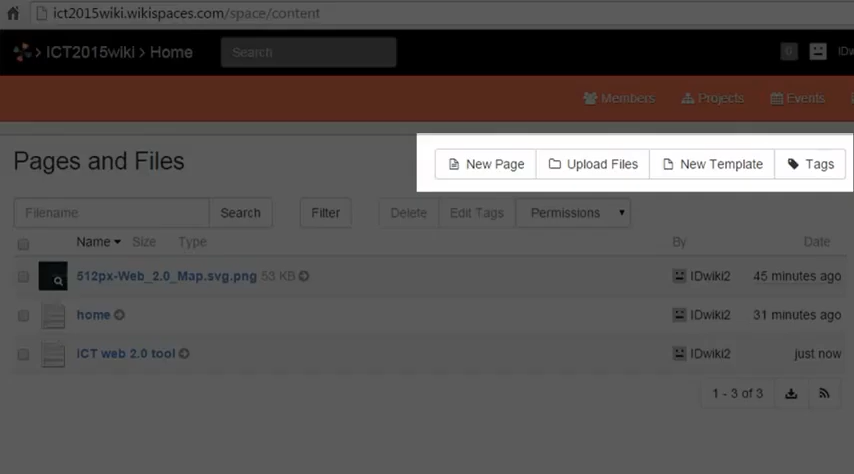 ict2015wiki.wikispaces.com/space/content
ICT2015wiki > Home Search 0 IDw
Members Projects Events
Pages and Files New Page Upload Files New Template Tags
Filename Search Filter Delete Edit Tags Permissions
Name Size Type By Date
512px-Web_2.0_Map.svg.png 53 KB IDwiki2 45 minutes ago
home IDwiki2 31 minutes ago
ICT web 2.0 tool IDwiki2 just now
1 - 3 of 3